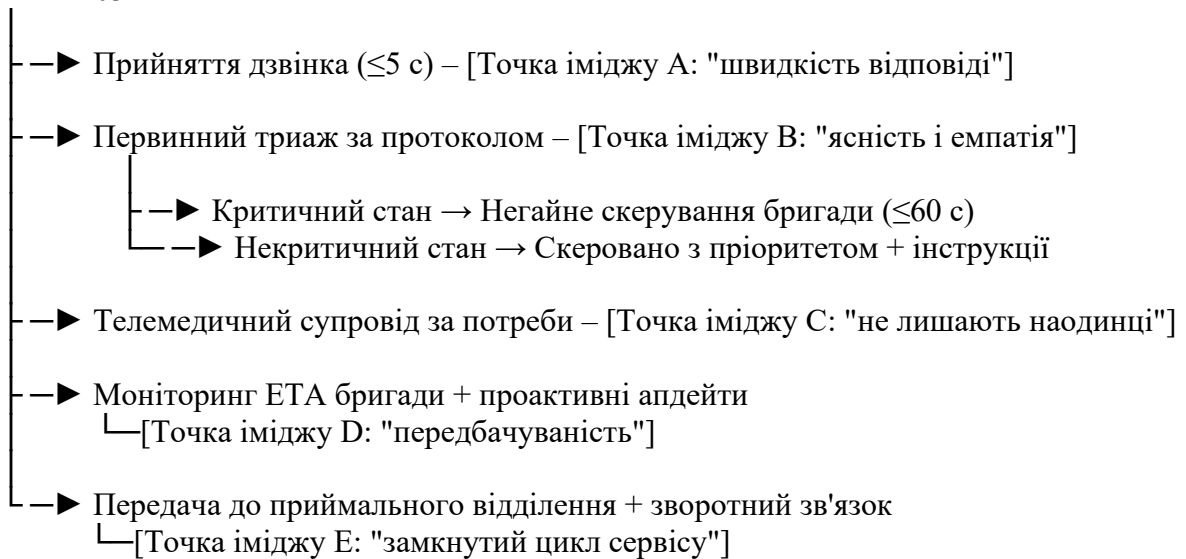 Прийняття дзвінка (≤5 с) – [Точка іміджу A: "швидкість відповіді"]
Первинний триаж за протоколом – [Точка іміджу B: "ясність і емпатія"]
Критичний стан → Негайне скерування бригади (≤60 с)
Некритичний стан → Скеровано з пріоритетом + інструкції
Телемедичний супровід за потреби – [Точка іміджу C: "не лишають наодинці"]
Моніторинг ETA бригади + проактивні апдейти
[Точка іміджу D: "передбачуваність"]
Передача до приймального відділення + зворотний зв'язок
[Точка іміджу E: "замкнутий цикл сервісу"]